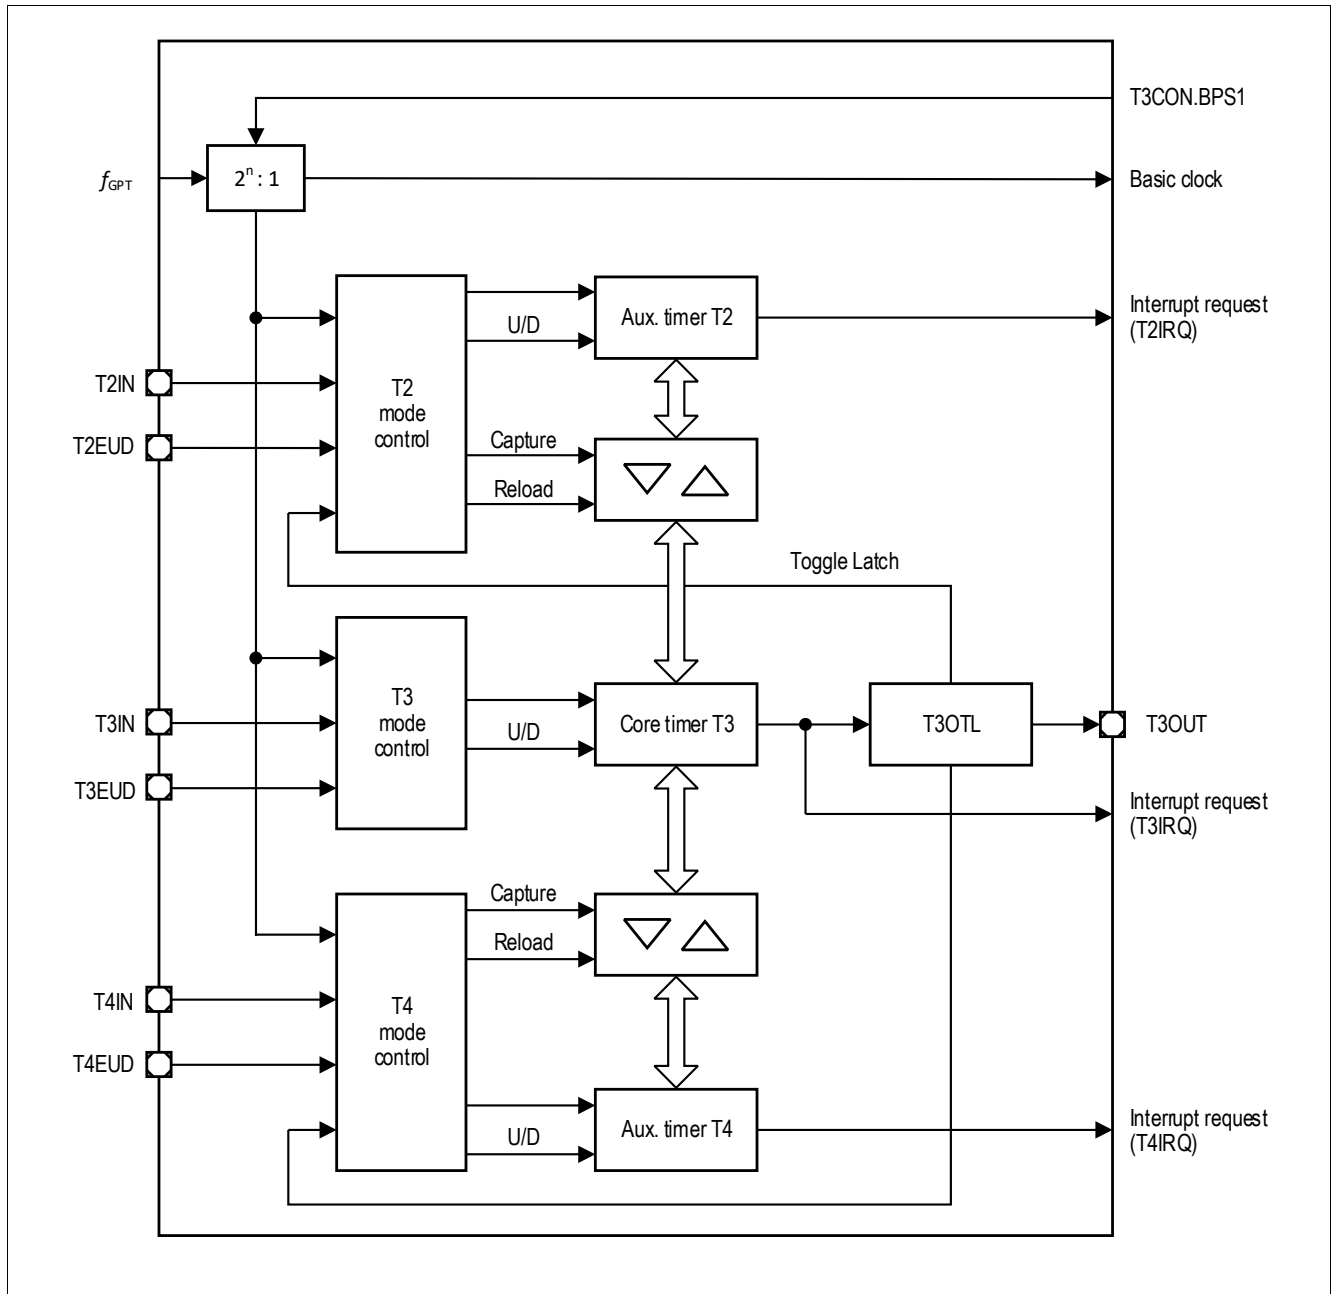 T3CON.BPS1
fGPT
2ⁿ : 1
Basic clock
Aux. timer T2
Interrupt request
(T2IRQ)
U/D
T2IN
T2
mode
control
T2EUD
Capture
Reload
Toggle Latch
T3
mode
control
T3IN
U/D
Core timer T3
T3OTL
T3OUT
T3EUD
Interrupt request
(T3IRQ)
Capture
Reload
T4IN
T4
mode
control
T4EUD
U/D
Aux. timer T4
Interrupt request
(T4IRQ)